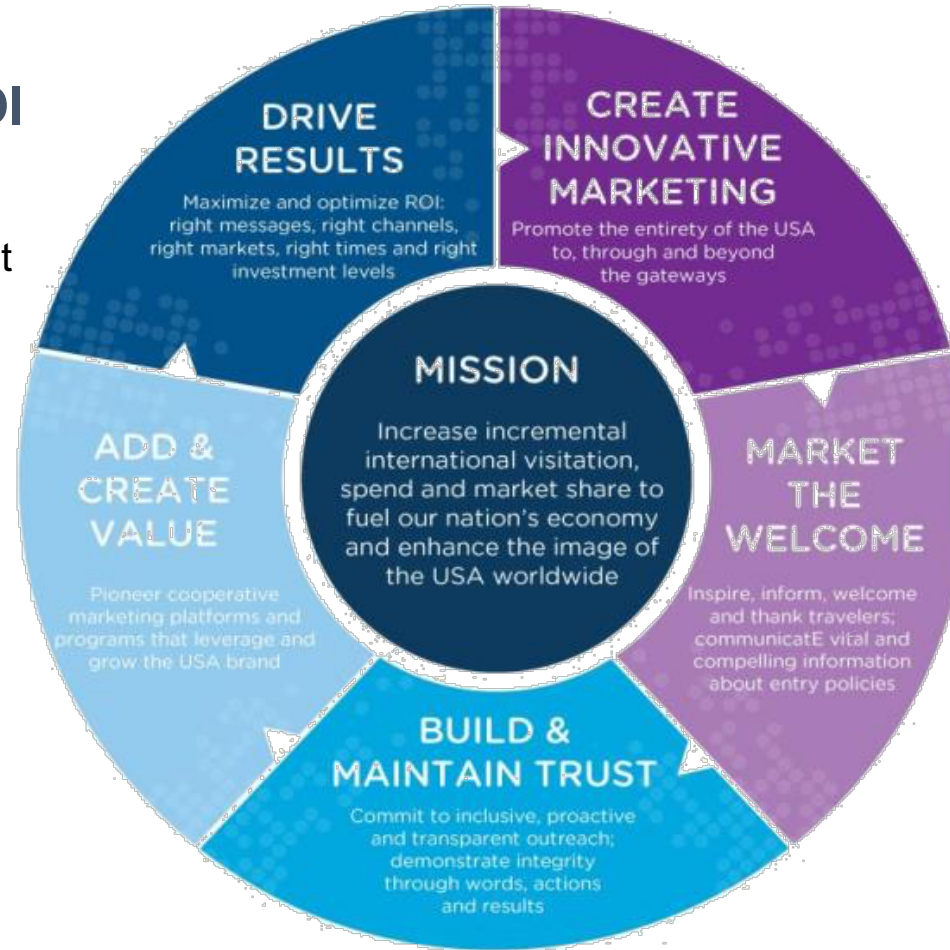 OI
t
DRIVE
RESULTS
Maximize and optimize ROI:
right messages, right channels,
right markets, right times and right
investment levels
CREATE
INNOVATIVE
MARKETING
Promote the entirety of the USA
to, through and beyond
the gateways
MISSION
Increase incremental
international visitation,
spend and market share to
fuel our nation's economy
and enhance the image of
the USA worldwide
ADD &
CREATE
VALUE
Pioneer cooperative
marketing platforms and
programs that leverage and
grow the USA brand
MARKET
THE
WELCOME
Inspire, inform, welcome
and thank travelers;
communicatE vital and
compelling information
about entry policies
BUILD &
MAINTAIN TRUST
Commit to inclusive, proactive
and transparent outreach;
demonstrate integrity
through words, actions
and results